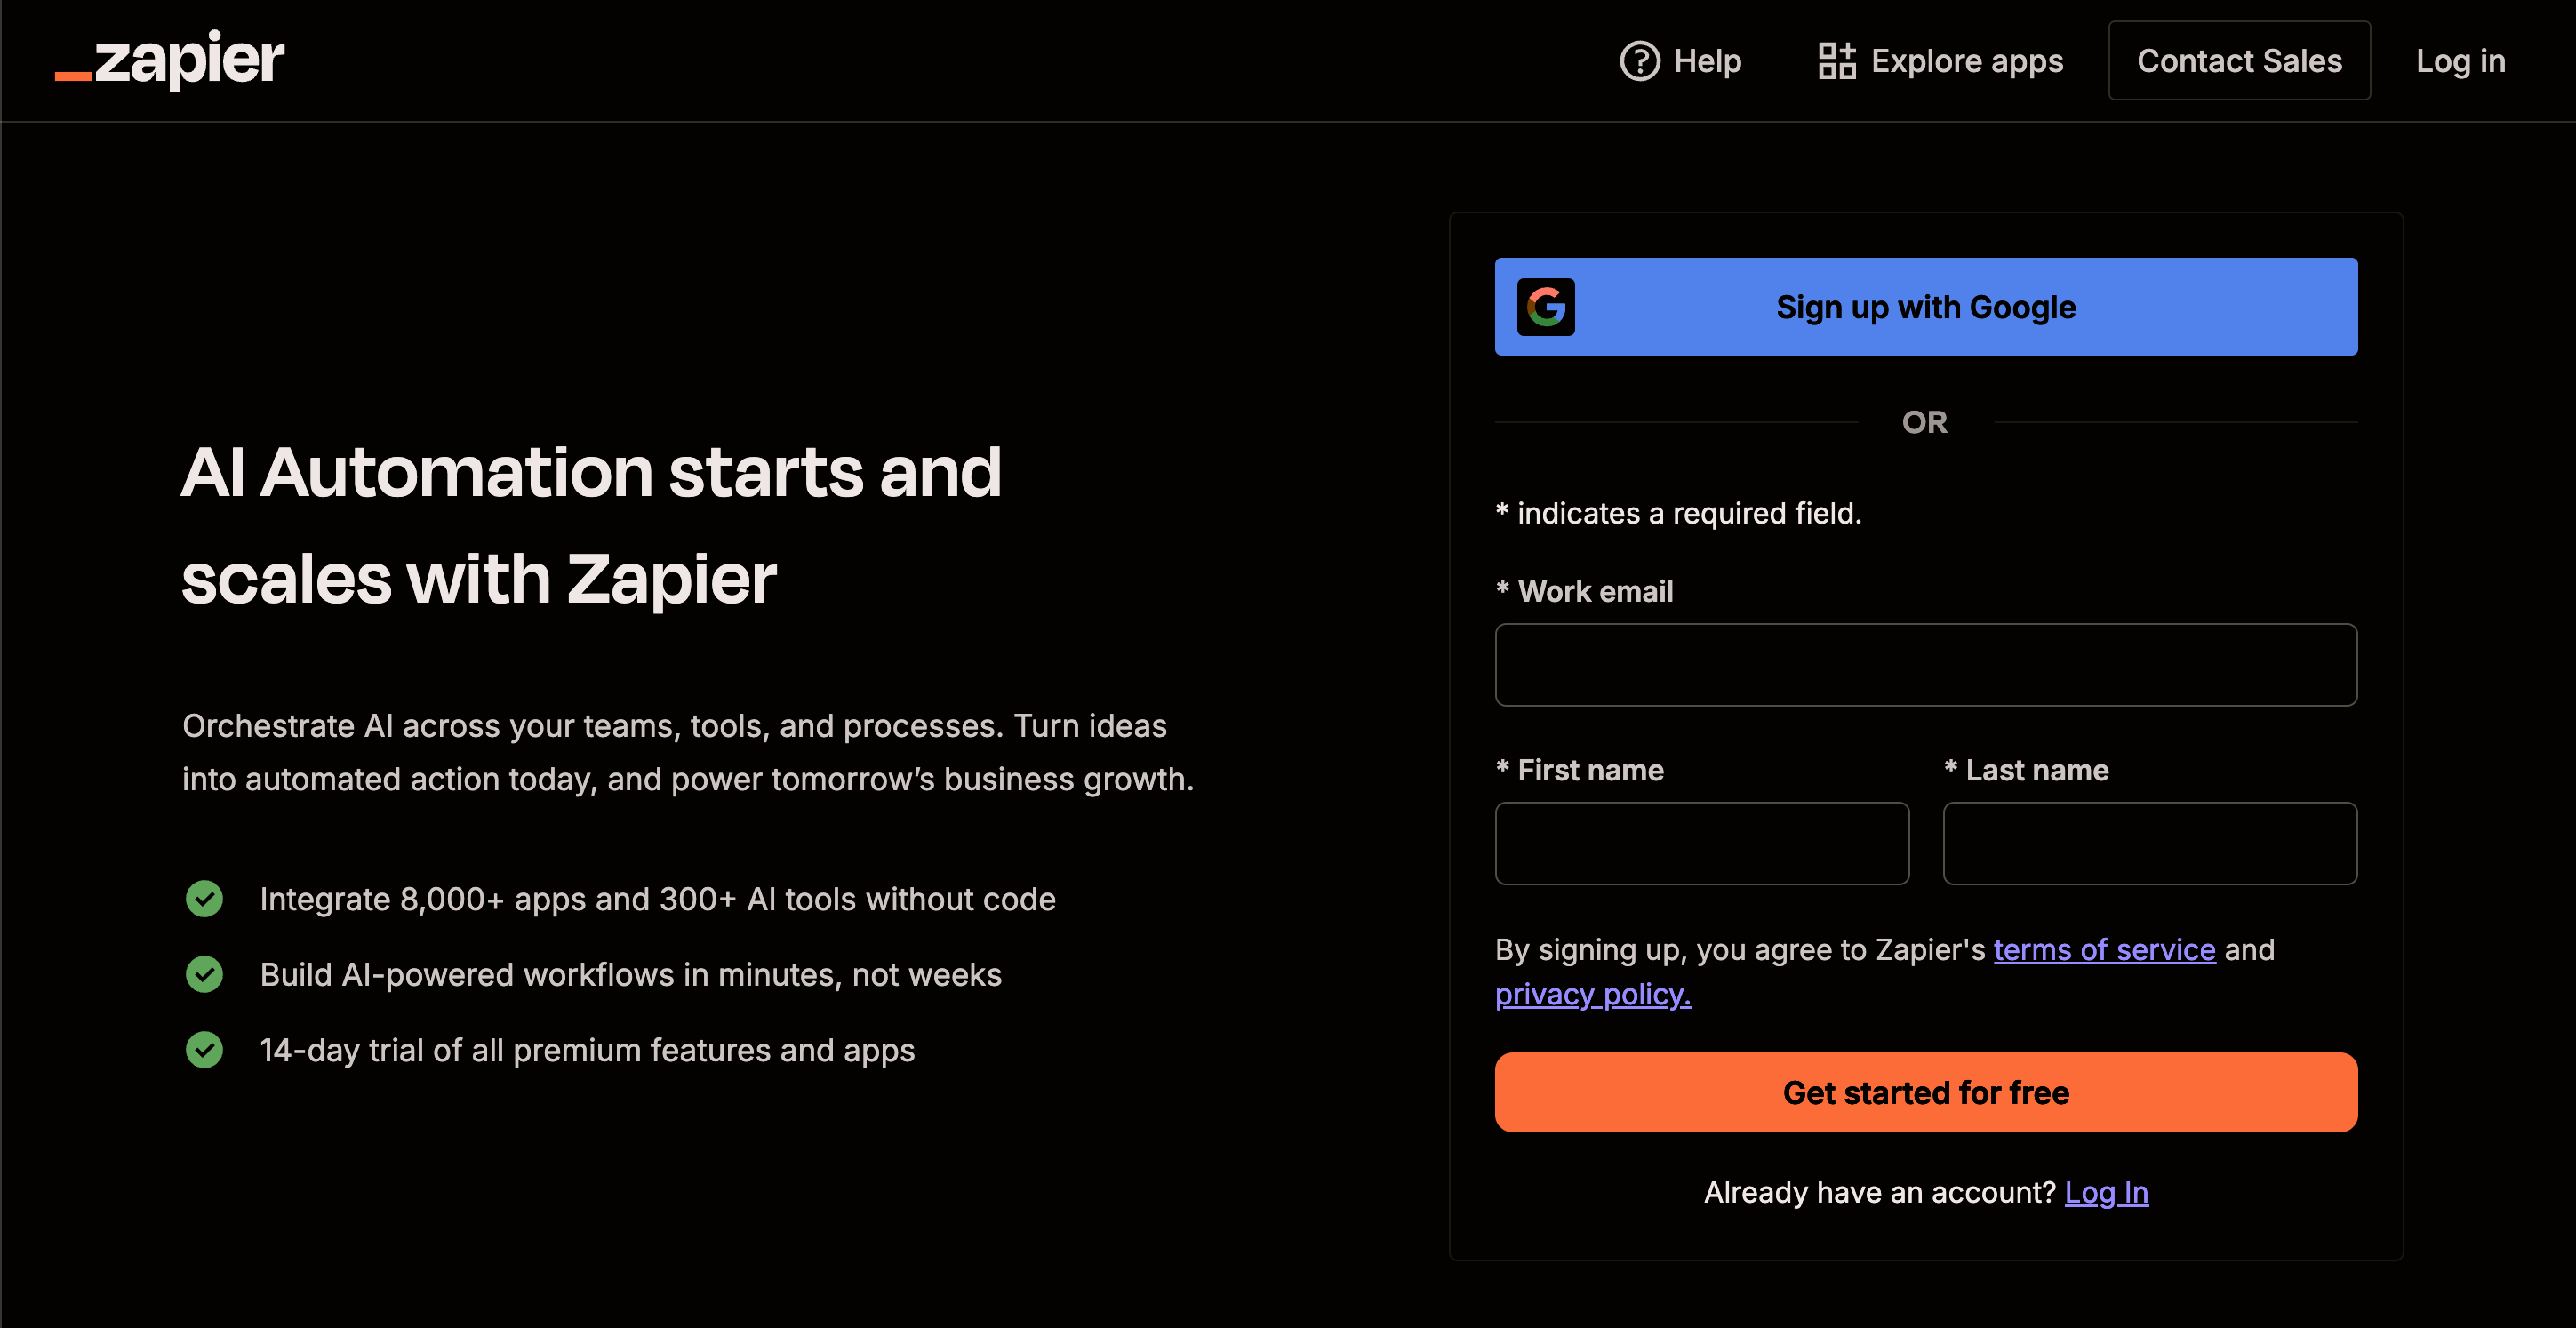 zapier
Help
Explore apps
Contact Sales
Log in
AI Automation starts and
scales with Zapier
Orchestrate AI across your teams, tools, and processes. Turn ideas
into automated action today, and power tomorrow’s business growth.
Integrate 8,000+ apps and 300+ AI tools without code
Build AI-powered workflows in minutes, not weeks
14-day trial of all premium features and apps
Sign up with Google
OR
* indicates a required field.
* Work email
* First name
* Last name
By signing up, you agree to Zapier's terms of service and
privacy policy.
Get started for free
Already have an account? Log In